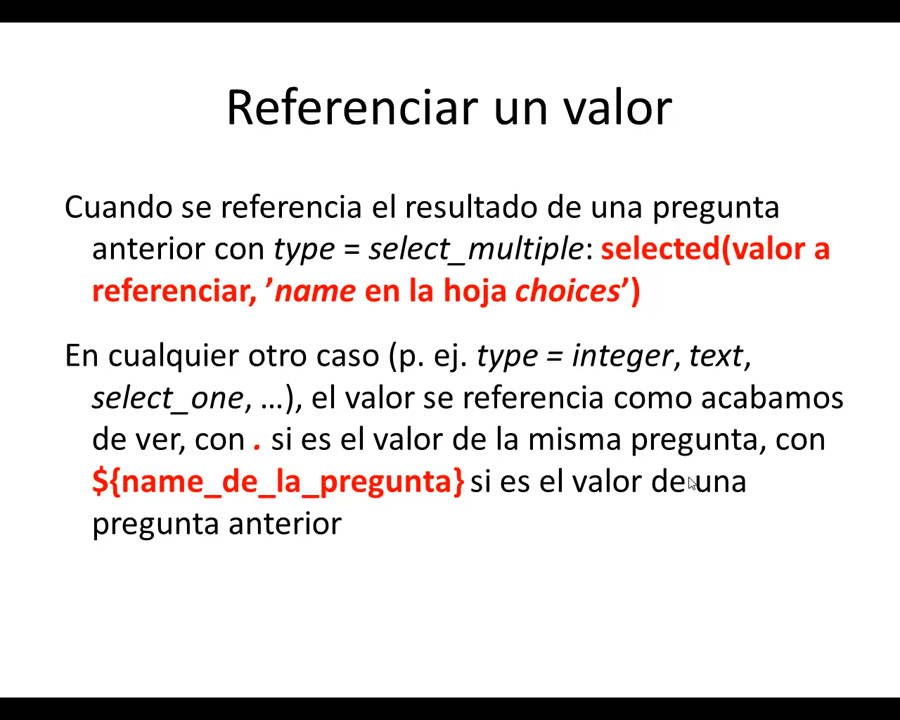 Referenciar un valor
Cuando se referencia el resultado de una pregunta
anterior con type = select_multiple: selected(valor a
referenciar, ’name en la hoja choices’)
En cualquier otro caso (p. ej. type = integer, text,
select_one, …), el valor se referencia como acabamos
de ver, con . si es el valor de la misma pregunta, con
${name_de_la_pregunta} si es el valor de una
pregunta anterior